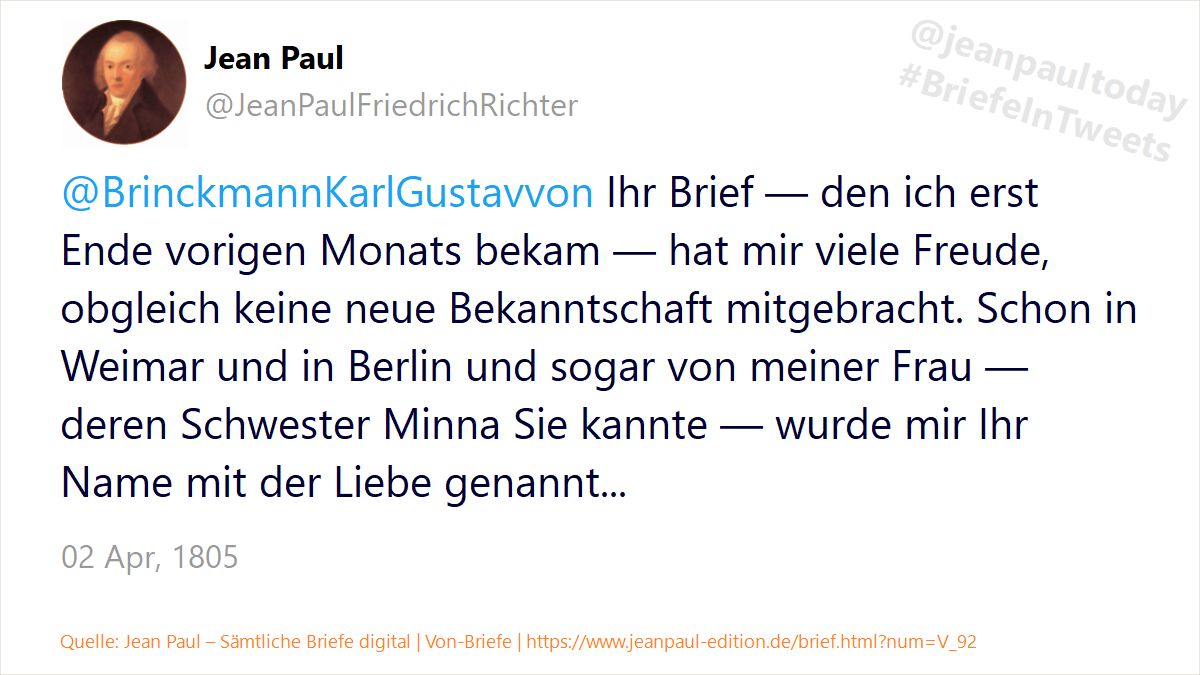 Jean Paul
@JeanPaulFriedrichRichter
@jeanpaultoday
#BriefeInTweets
@BrinckmannKarlGustavvon Ihr Brief — den ich erst
Ende vorigen Monats bekam — hat mir viele Freude,
obgleich keine neue Bekanntschaft mitgebracht. Schon in
Weimar und in Berlin und sogar von meiner Frau —
deren Schwester Minna Sie kannte — wurde mir Ihr
Name mit der Liebe genannt...
02 Apr, 1805
Quelle: Jean Paul – Sämtliche Briefe digital | Von-Briefe | https://www.jeanpaul-edition.de/brief.html?num=V_92